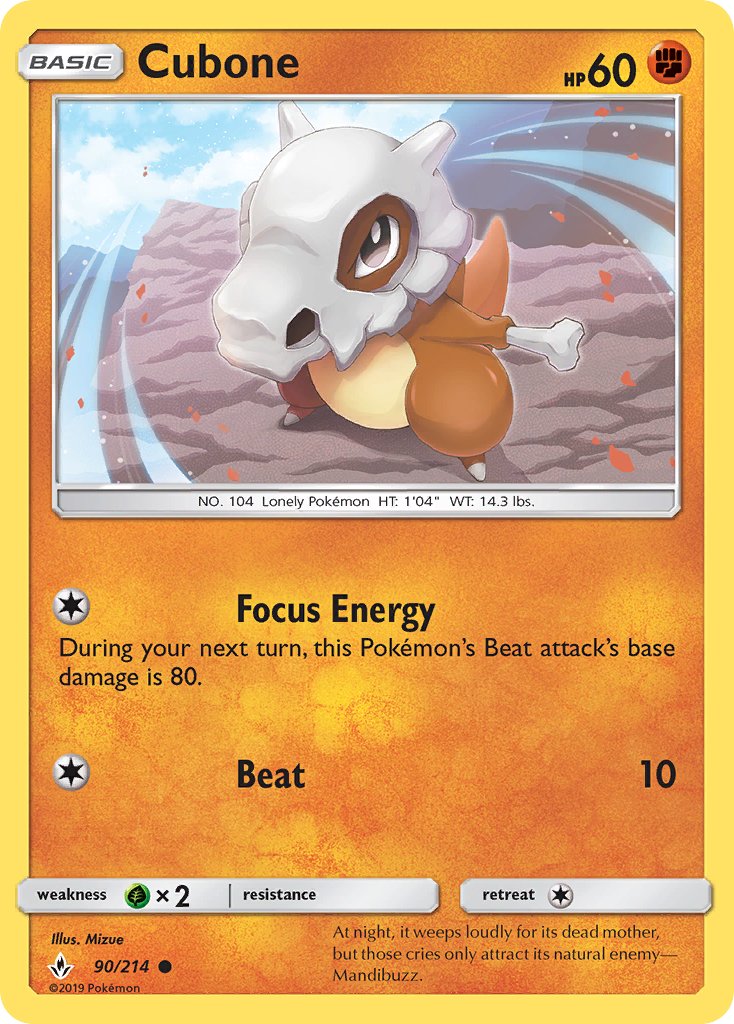 BASIC Cubone HP 60
NO. 104 Lonely Pokémon HT: 1'04" WT: 14.3 lbs.
Focus Energy
During your next turn, this Pokémon's Beat attack's base
damage is 80.
Beat 10
weakness × 2 resistance retreat
Illus. Mizue
90/214
©2019 Pokémon
At night, it weeps loudly for its dead mother,
but those cries only attract its natural enemy—
Mandibuzz.